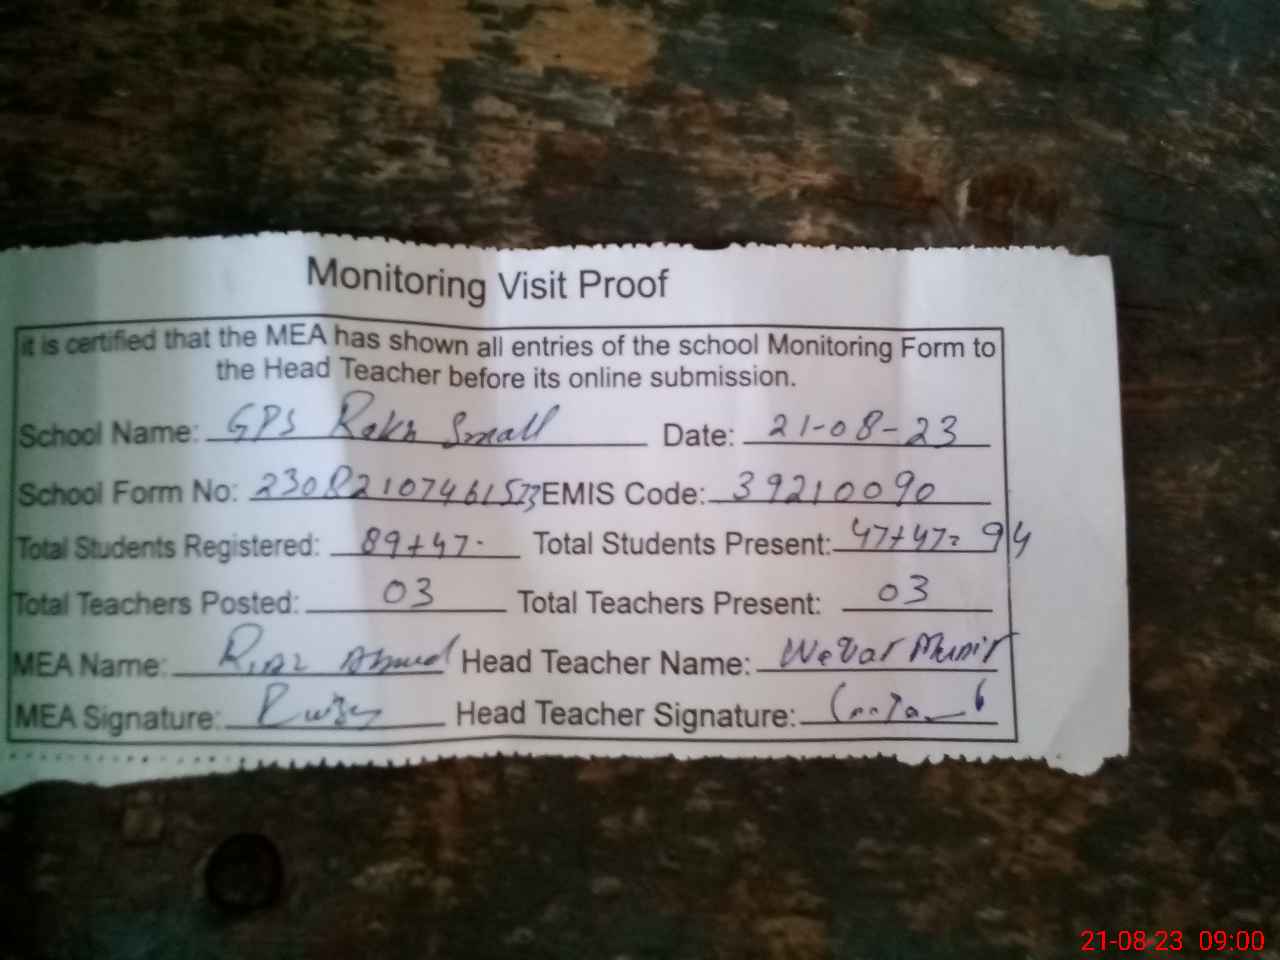 Monitoring Visit Proof
it is certified that the MEA has shown all entries of the school Monitoring Form to
the Head Teacher before its online submission.
School Name: GPS Rakh Small Date: 21-08-23
School Form No: 23082107461573 EMIS Code: 39210090
Total Students Registered: 89+47. Total Students Present: 47+47= 94
Total Teachers Posted: 03 Total Teachers Present: 03
MEA Name: Riaz Ahmed Head Teacher Name: Munir
MEA Signature: Head Teacher Signature:
21-08-23 09:00